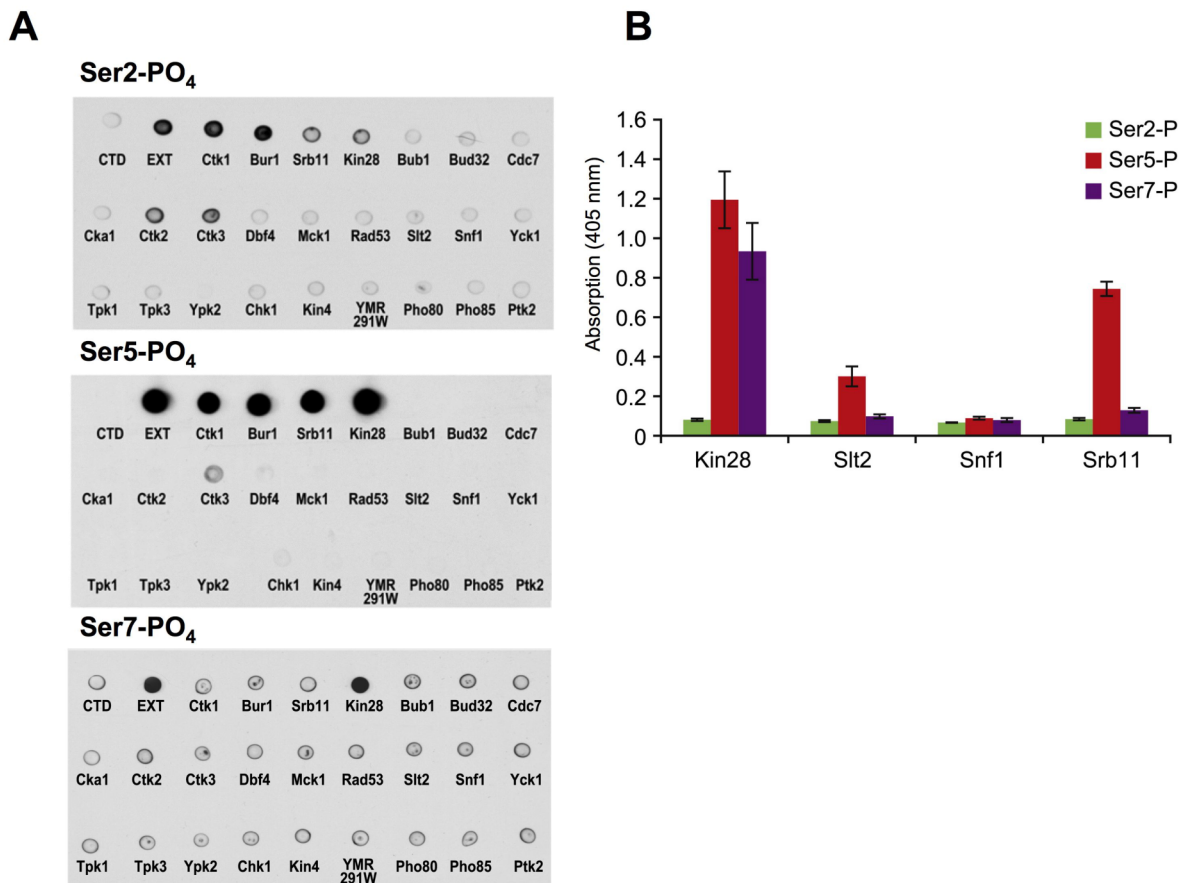 A
Ser2-PO4
CTD EXT Ctk1 Bur1 Srb11 Kin28 Bub1 Bud32 Cdc7
Cka1 Ctk2 Ctk3 Dbf4 Mck1 Rad53 Slt2 Snf1 Yck1
Tpk1 Tpk3 Ypk2 Chk1 Kin4 YMR Pho80 Pho85 Ptk2
291W
Ser5-PO4
CTD EXT Ctk1 Bur1 Srb11 Kin28 Bub1 Bud32 Cdc7
Cka1 Ctk2 Ctk3 Dbf4 Mck1 Rad53 Slt2 Snf1 Yck1
Tpk1 Tpk3 Ypk2 Chk1 Kin4 YMR Pho80 Pho85 Ptk2
291W
Ser7-PO4
CTD EXT Ctk1 Bur1 Srb11 Kin28 Bub1 Bud32 Cdc7
Cka1 Ctk2 Ctk3 Dbf4 Mck1 Rad53 Slt2 Snf1 Yck1
Tpk1 Tpk3 Ypk2 Chk1 Kin4 YMR Pho80 Pho85 Ptk2
291W
B
Absorption (405 nnm)
1.6
1.4
1.2
1.0
0.8
0.6
0.4
0.2
0
Kin28 Slt2 Snf1 Srb11
Ser2-P
Ser5-P
Ser7-P